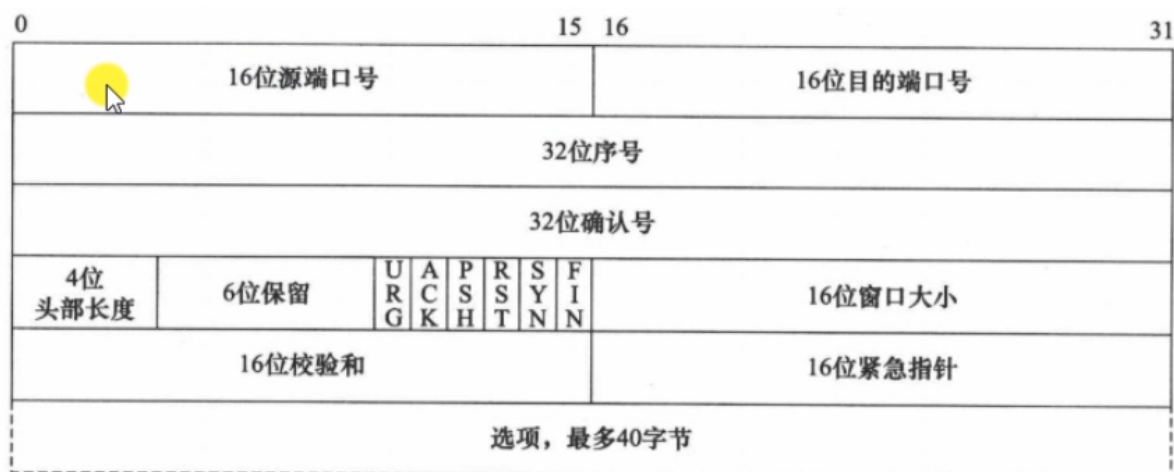 0 15 16 31
16位源端口号 16位目的端口号
32位序号
32位确认号
4位头部长度 6位保留 URG ACK PSH RST SYN FIN 16位窗口大小
16位校验和 16位紧急指针
选项，最多40字节